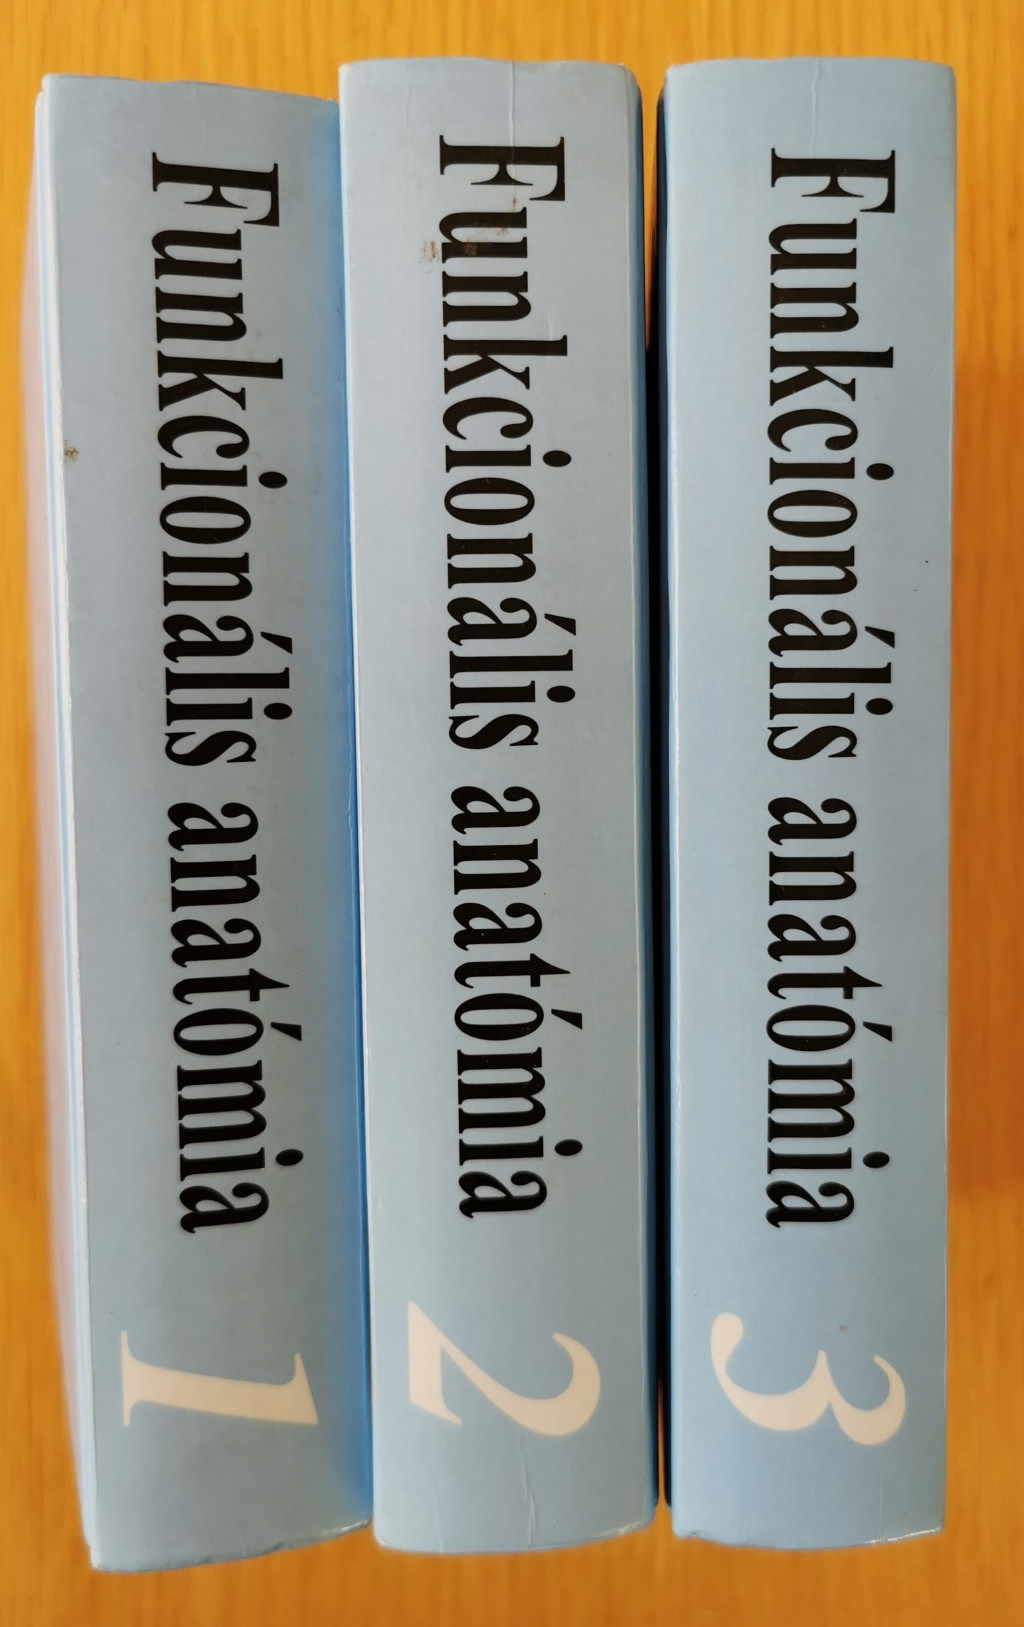 Funkcionális anatómia 1
Funkcionális anatómia 2
Funkcionális anatómia 3